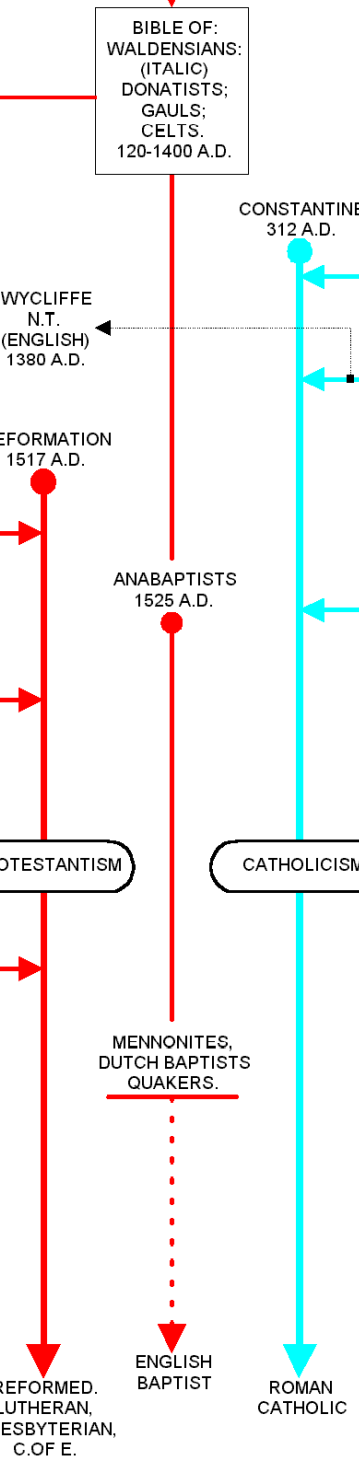 BIBLE OF:
WALDENSIANS:
(ITALIC)
DONATISTS;
GAULS;
CELTS.
120-1400 A.D.
CONSTANTINE
312 A.D.
WYCLIFFE
N.T.
(ENGLISH)
1380 A.D.
EFORMATION
1517 A.D.
ANABAPTISTS
1525 A.D.
OTESTANTISM
CATHOLICISM
MENNONITES,
DUTCH BAPTISTS
QUAKERS.
REFORMED.
LUTHERAN,
ESBYTERIAN,
C.OF E.
ENGLISH
BAPTIST
ROMAN
CATHOLIC